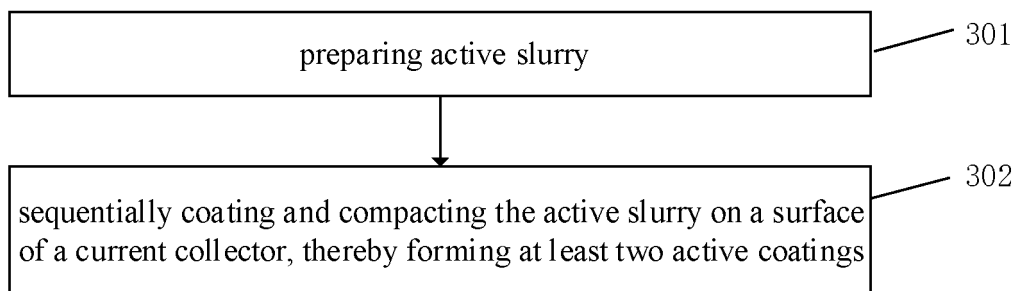 preparing active slurry
301
sequentially coating and compacting the active slurry on a surface
of a current collector, thereby forming at least two active coatings
302